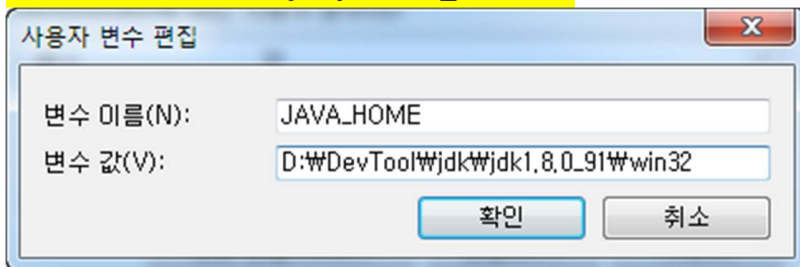 사용자 변수 편집
변수 이름(N):
JAVA_HOME
변수 값(V):
D:₩DevTool₩jdk₩jdk1.8.0_91₩win32
확인
취소